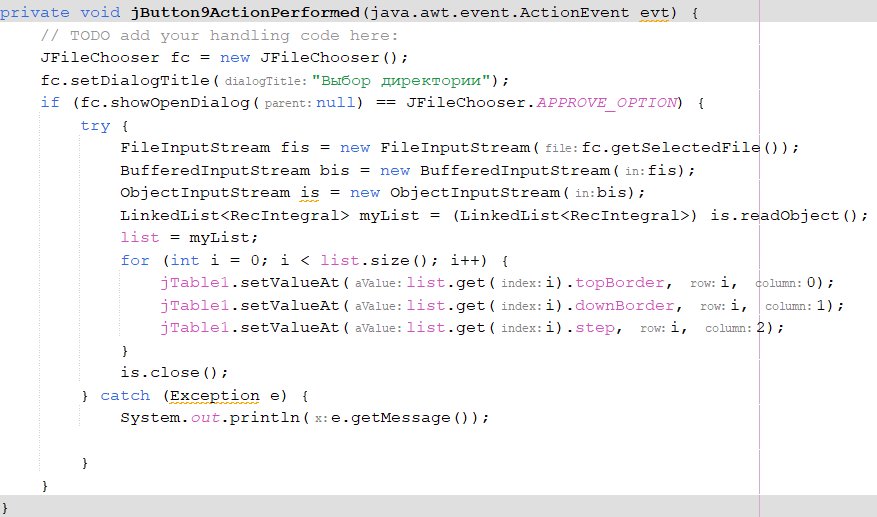 private void jButton9ActionPerformed(java.awt.event.ActionEvent evt) {
// TODO add your handling code here:
JFileChooser fc = new JFileChooser();
fc.setDialogTitle(dialogTitle:"Выбор директории");
if (fc.showOpenDialog(parent:null) == JFileChooser.APPROVE_OPTION) {
try {
FileInputStream fis = new FileInputStream(file:fc.getSelectedFile());
BufferedInputStream bis = new BufferedInputStream(in:fis);
ObjectInputStream is = new ObjectInputStream(in:bis);
LinkedList<RecIntegral> myList = (LinkedList<RecIntegral>) is.readObject();
list = myList;
for (int i = 0; i < list.size(); i++) {
jTable1.setValueAt(aValue:list.get(index:i).topBorder, row:i, column:0);
jTable1.setValueAt(aValue:list.get(index:i).downBorder, row:i, column:1);
jTable1.setValueAt(aValue:list.get(index:i).step, row:i, column:2);
}
is.close();
} catch (Exception e) {
System.out.println(x:e.getMessage());
}
}
}